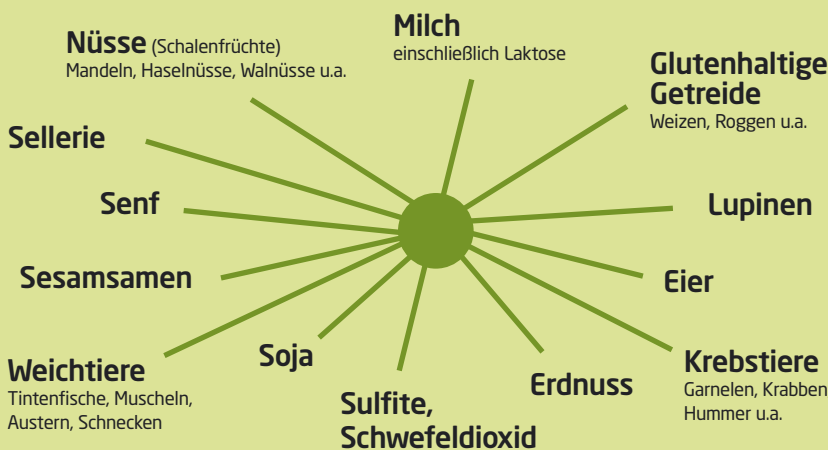 Milch
einschließlich Laktose
Nüsse (Schalenfrüchte)
Mandeln, Haselnüsse, Walnüsse u.a.
Glutenhaltige
Getreide
Weizen, Roggen u.a.
Sellerie
Senf
Lupinen
Sesamsamen
Eier
Weichtiere
Tintenfische, Muscheln,
Austern, Schnecken
Soja
Sulfite,
Schwefeldioxid
Erdnuss
Krebstiere
Garnelen, Krabben
Hummer u.a.